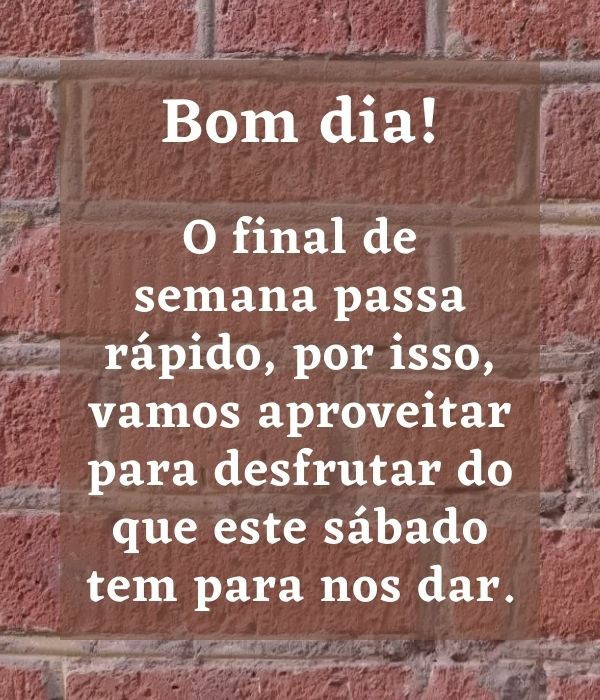 Bom dia!
O final de
semana passa
rápido, por isso,
vamos aproveitar
para desfrutar do
que este sábado
tem para nos dar.